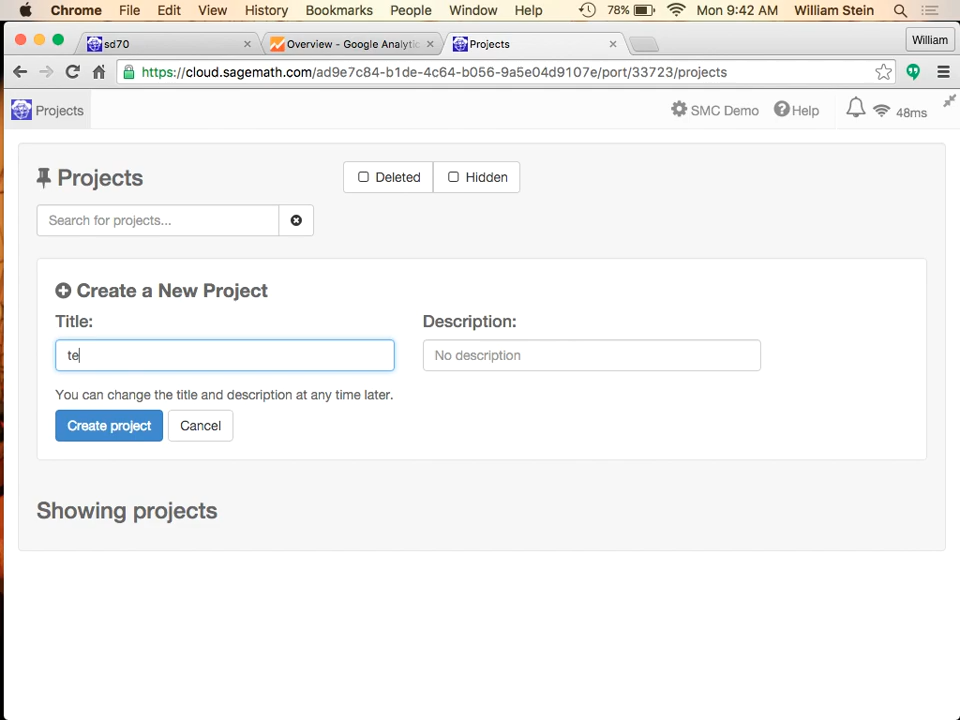 Chrome File Edit View History Bookmarks People Window Help 78% Mon 9:42 AM William Stein
sd70 Overview - Google Analytic Projects William
https://cloud.sagemath.com/ad9e7c84-b1de-4c64-b056-9a5e04d9107e/port/33723/projects
Projects SMC Demo Help 48ms
Projects Deleted Hidden
Search for projects...
Create a New Project
Title: Description:
te No description
You can change the title and description at any time later.
Create project Cancel
Showing projects